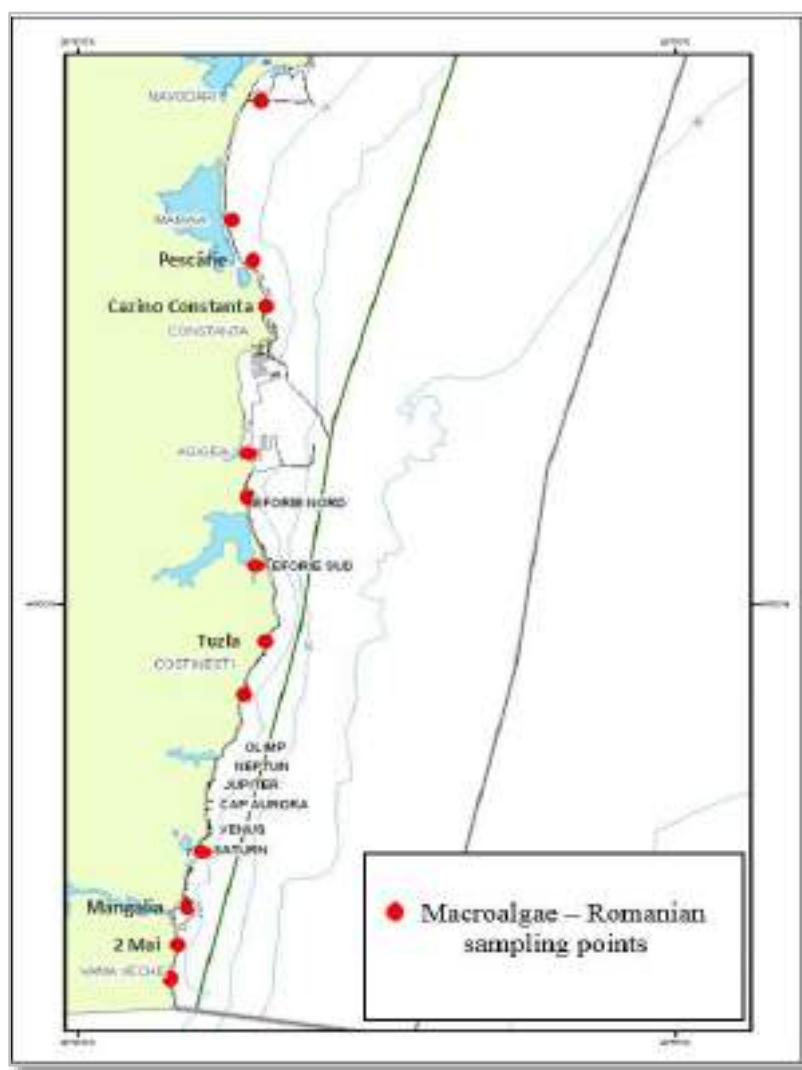 NAVODARI
MAMAIA
Pescărie
Cazino Constanta
CONSTANTA
AGIGEA
EFORIE NORD
EFORIE SUD
Tuzla
COSTINESTI
OLIMP
NEPTUN
JUPITER
CAP AURORA
VENUS
SATURN
Mangalia
2 Mai
VAMA VECHE
Macroalgae – Romanian
sampling points